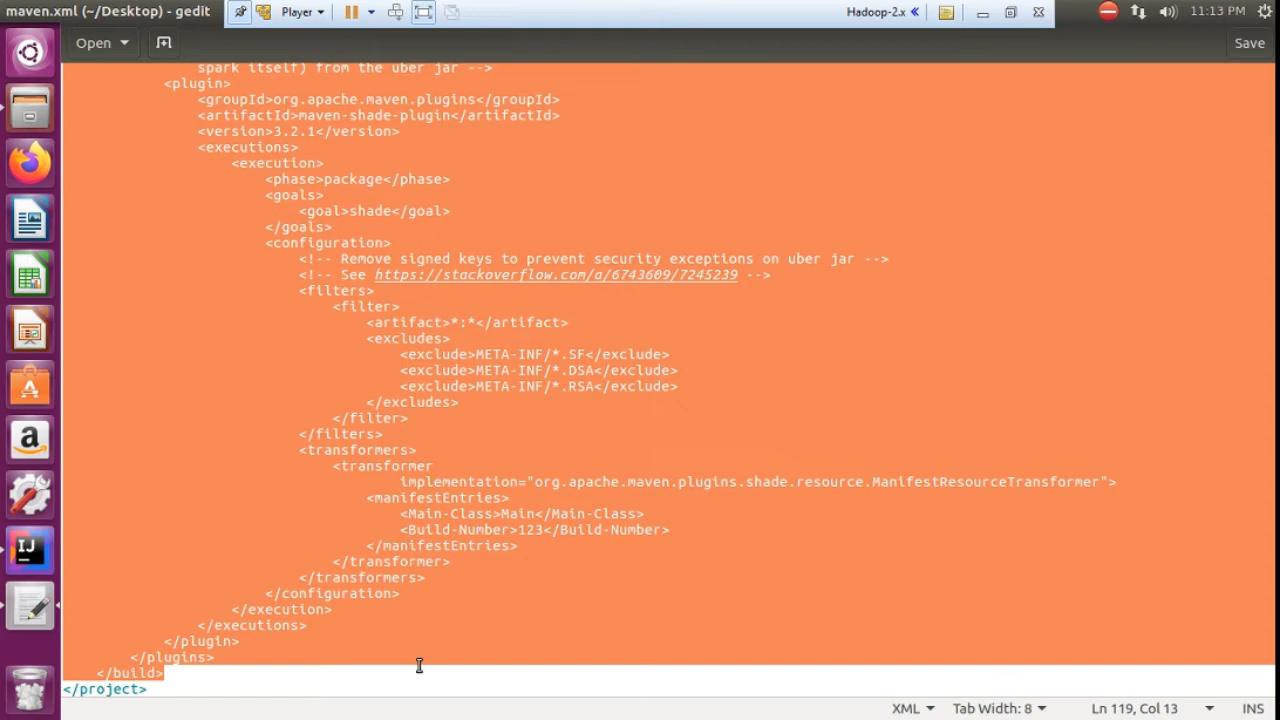 maven.xml (~/Desktop) - gedit
Player
Hadoop-2.x
11:13 PM
Open
Save
spark itself) from the uber jar -->
<plugin>
<groupId>org.apache.maven.plugins</groupId>
<artifactId>maven-shade-plugin</artifactId>
<version>3.2.1</version>
<executions>
<execution>
<phase>package</phase>
<goals>
<goal>shade</goal>
</goals>
<configuration>
<!-- Remove signed keys to prevent security exceptions on uber jar -->
<!-- See https://stackoverflow.com/a/6743609/7245239 -->
<filters>
<filter>
<artifact>*:*</artifact>
<excludes>
<exclude>META-INF/*.SF</exclude>
<exclude>META-INF/*.DSA</exclude>
<exclude>META-INF/*.RSA</exclude>
</excludes>
</filter>
</filters>
<transformers>
<transformer
implementation="org.apache.maven.plugins.shade.resource.ManifestResourceTransformer">
<manifestEntries>
<Main-Class>Main</Main-Class>
<Build-Number>123</Build-Number>
</manifestEntries>
</transformer>
</transformers>
</configuration>
</execution>
</executions>
</plugin>
</plugins>
</build>
</project>
XML
Tab Width: 8
Ln 119, Col 13
INS